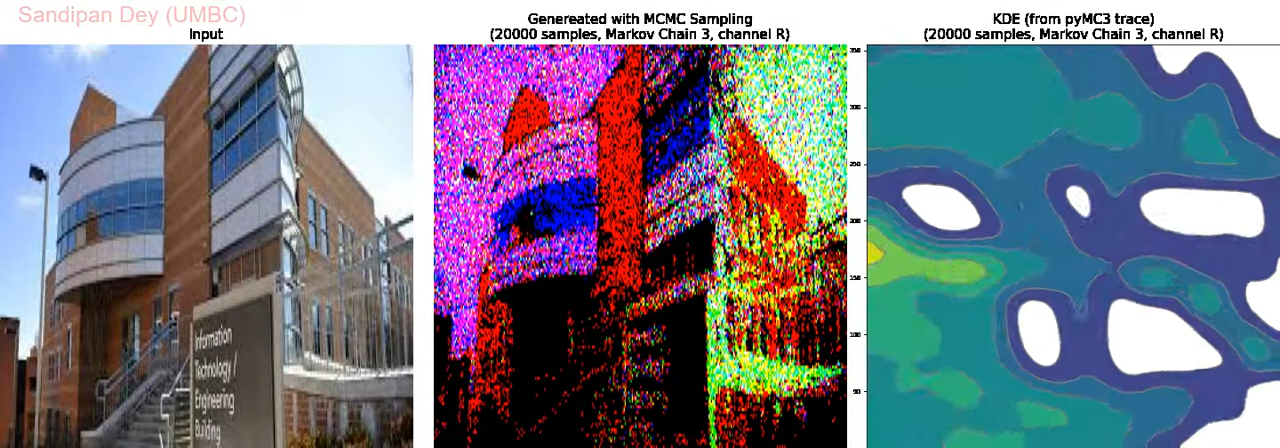 Sandipan Dey (UMBC)
Input
Genereated with MCMC Sampling
(20000 samples, Markov Chain 3, channel R)
KDE (from pyMC3 trace)
(20000 samples, Markov Chain 3, channel R)
350
300
250
200
150
100
50
Information
Technology /
Engineering
Building